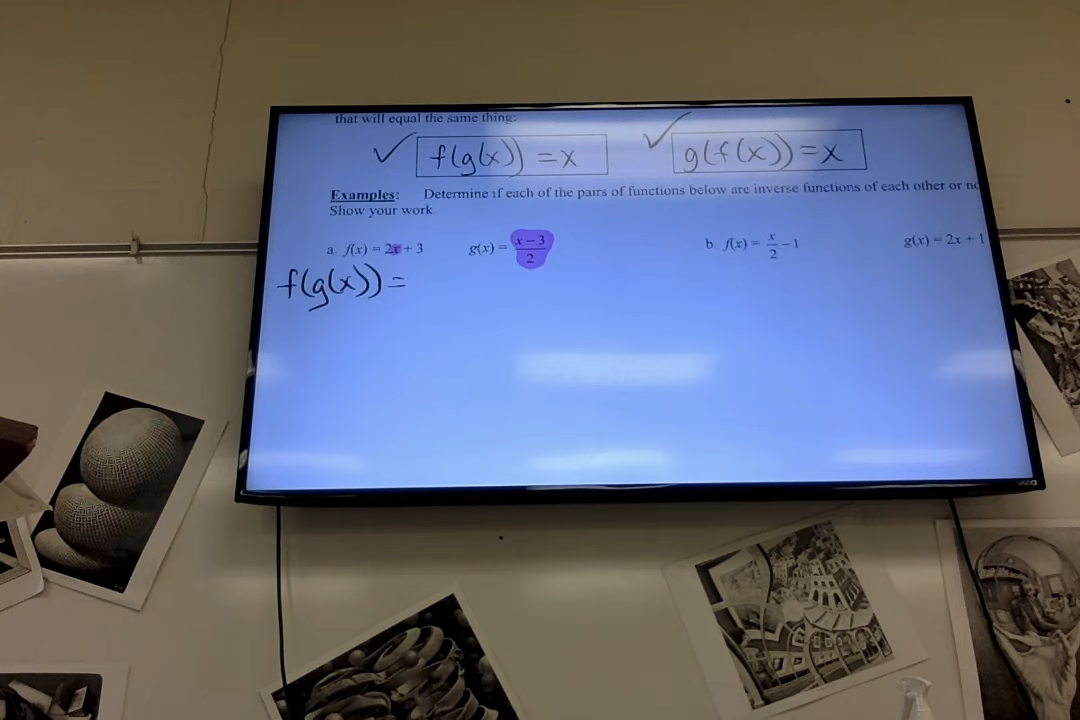 that will equal the same thing:
✓ f(g(x)) = x ✓ g(f(x)) = x
Examples: Determine if each of the pairs of functions below are inverse functions of each other or
Show your work.
a. f(x) = 2x + 3 g(x) = x − 3 / 2 b. f(x) = x/2 − 1 g(x) = 2x + 1
f(g(x)) =